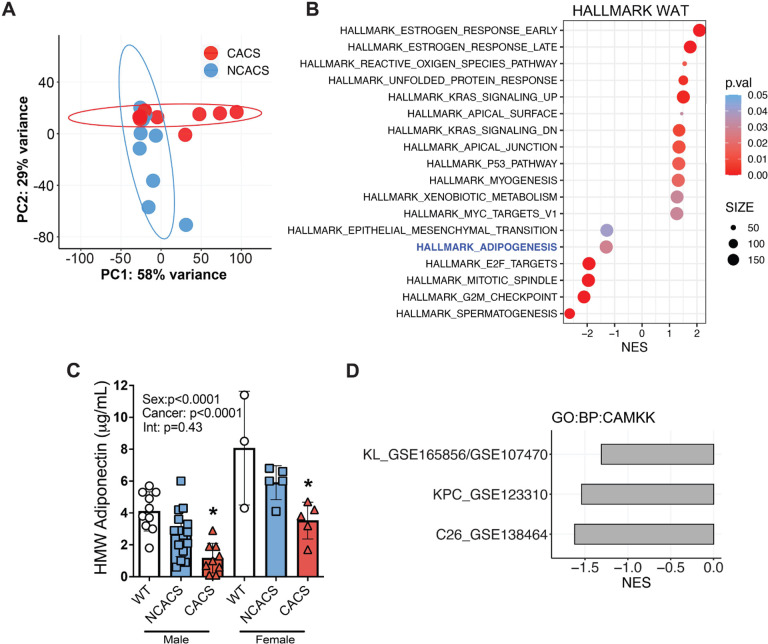 A
CACS
NCACS
40
0
-40
-80
-100
-50
0
50
100
PC2: 29% variance
PC1: 58% variance
B
HALLMARK WAT
HALLMARK_ESTROGEN_RESPONSE_EARLY
HALLMARK_ESTROGEN_RESPONSE_LATE
HALLMARK_REACTIVE_OXIGEN_SPECIES_PATHWAY
HALLMARK_UNFOLDED_PROTEIN_RESPONSE
HALLMARK_KRAS_SIGNALING_UP
HALLMARK_APICAL_SURFACE
HALLMARK_KRAS_SIGNALING_DN
HALLMARK_APICAL_JUNCTION
HALLMARK_P53_PATHWAY
HALLMARK_MYOGENESIS
HALLMARK_XENOBIOTIC_METABOLISM
HALLMARK_MYC_TARGETS_V1
HALLMARK_EPITHELIAL_MESENCHYMAL_TRANSITION
HALLMARK_ADIPOGENESIS
HALLMARK_E2F_TARGETS
HALLMARK_MITOTIC_SPINDLE
HALLMARK_G2M_CHECKPOINT
HALLMARK_SPERMATOGENESIS
-2
-1
0
1
2
NES
p.val
0.05
0.04
0.03
0.02
0.01
0.00
SIZE
50
100
150
C
HMW Adiponectin (µg/mL)
12
10
8
6
4
2
0
Sex:p<0.0001
Cancer: p<0.0001
Int: p=0.43
*
*
WT
NCACS
CACS
WT
NCACS
CACS
Male
Female
D
GO:BP:CAMKK
KL_GSE165856/GSE107470
KPC_GSE123310
C26_GSE138464
-1.5
-1.0
-0.5
0.0
NES